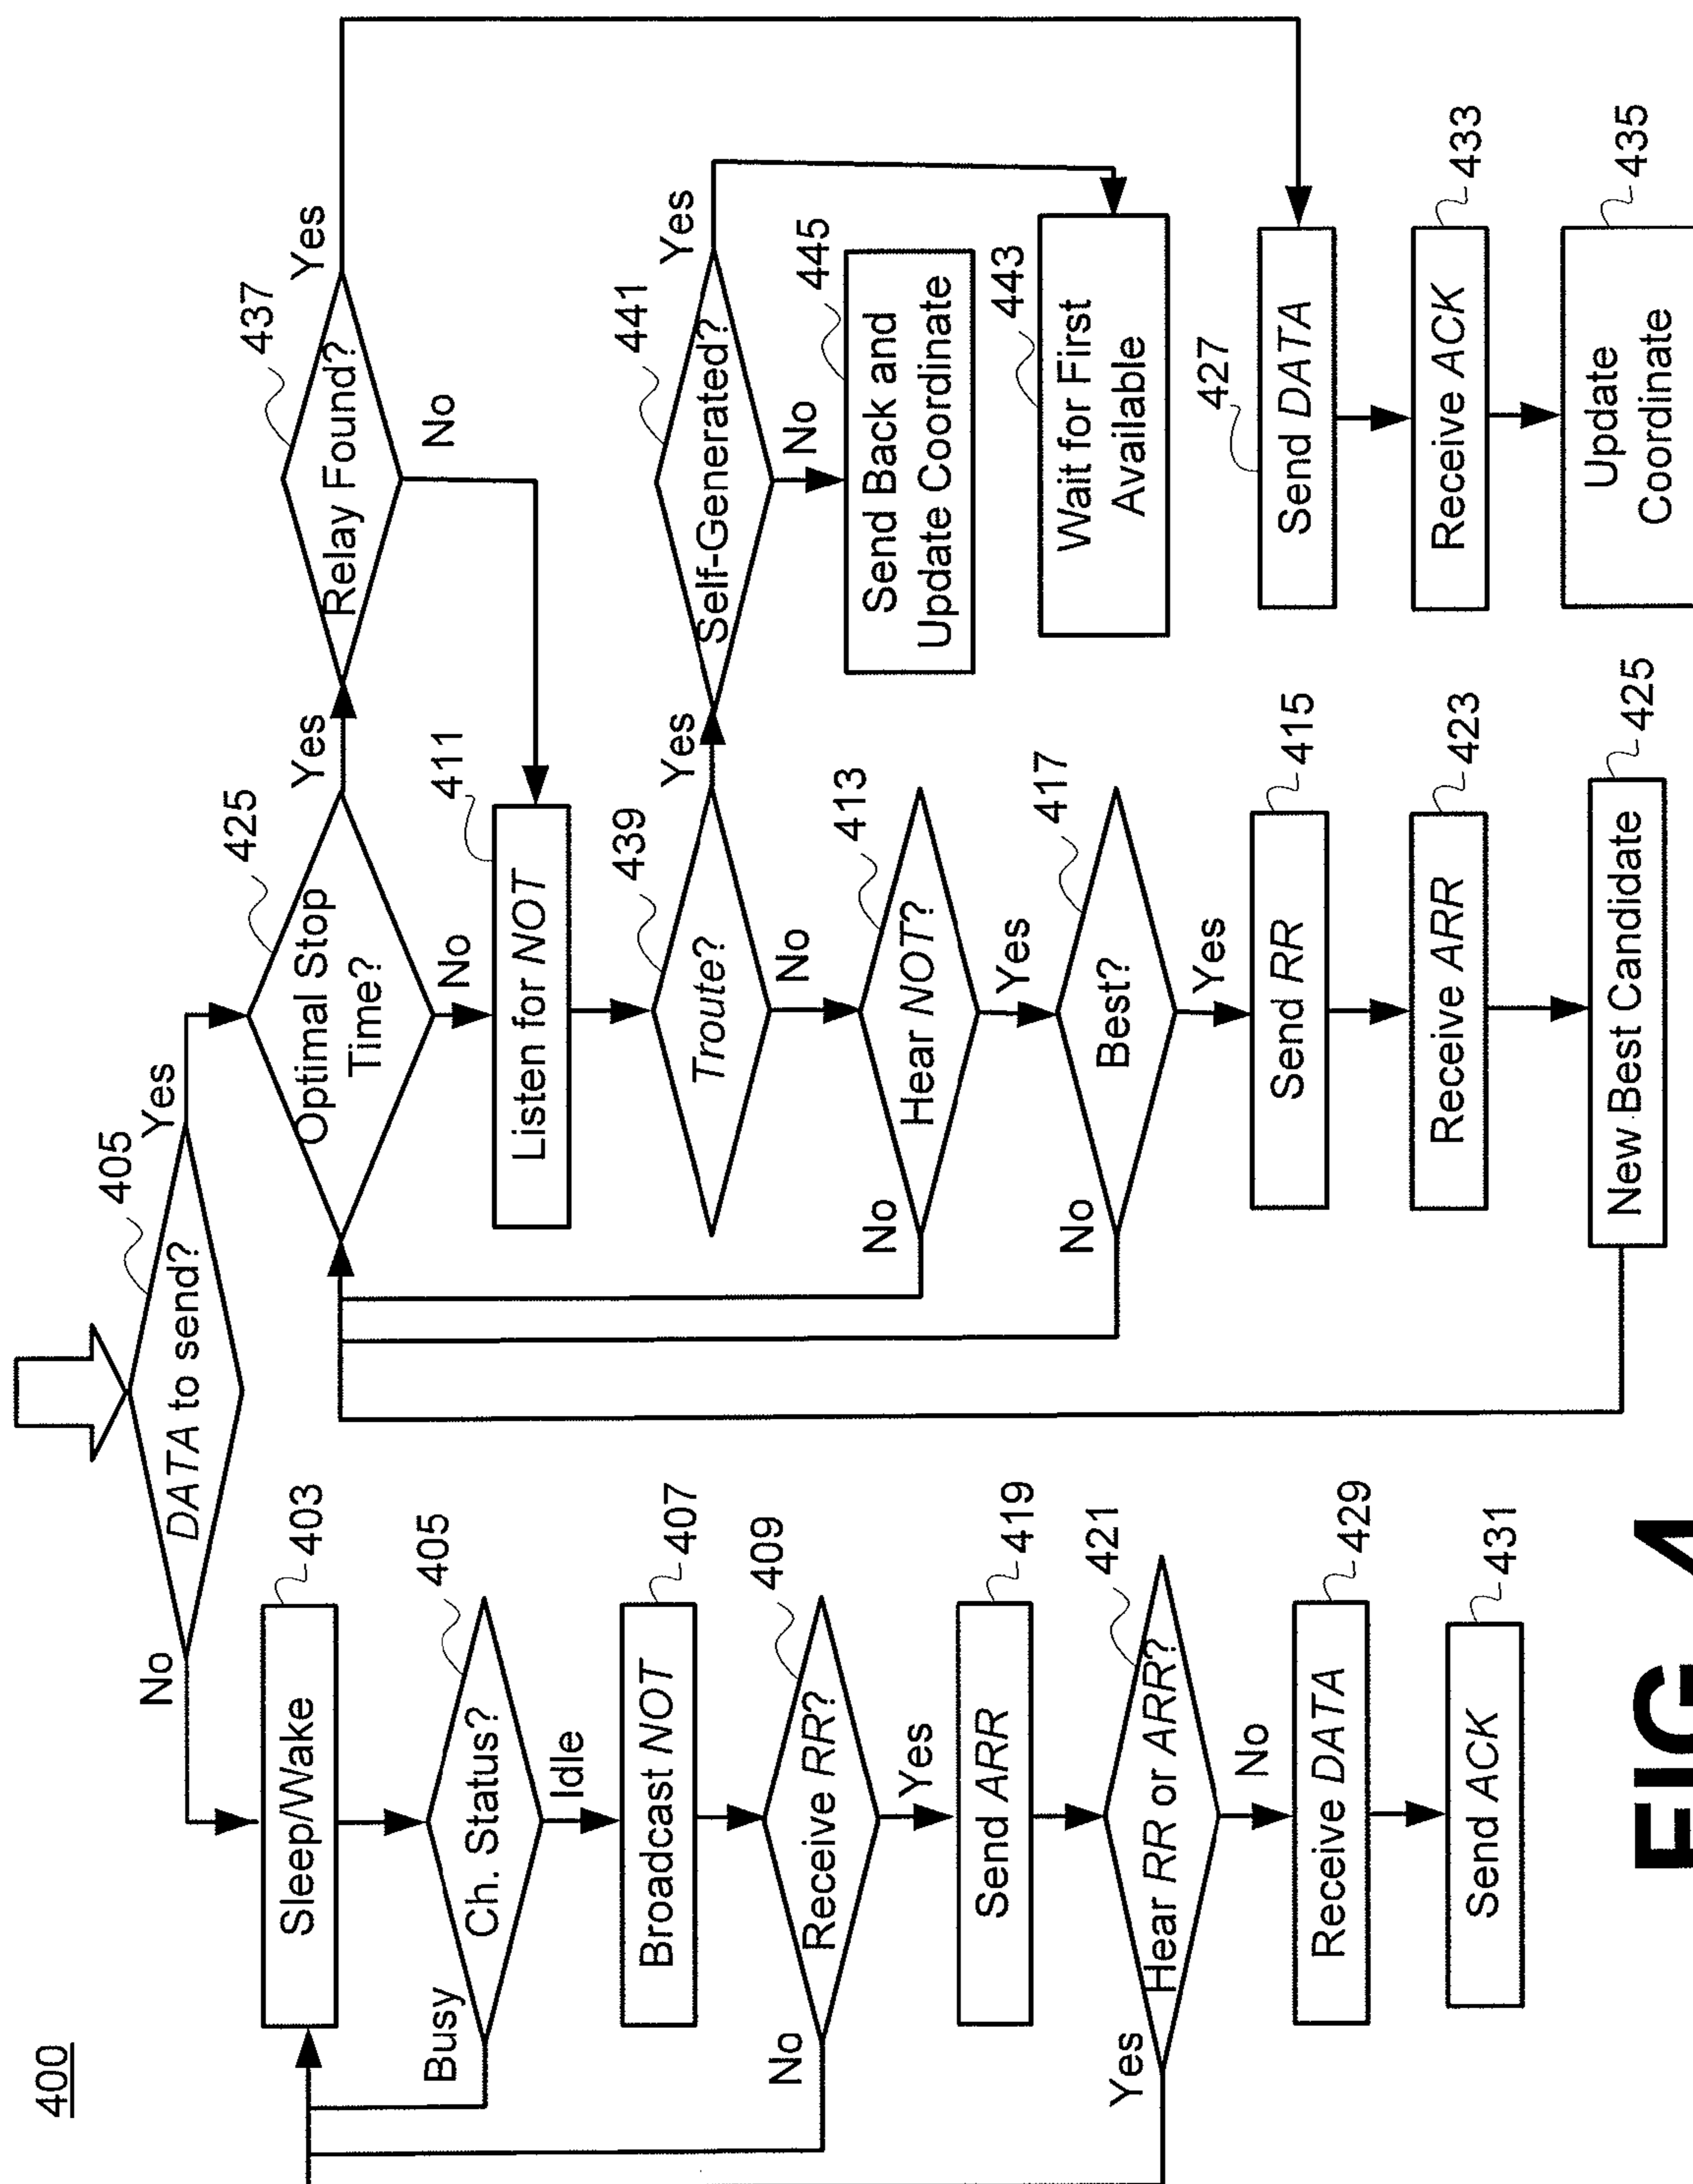 400
DATA to send?
405
No
Yes
Sleep/Wake
403
Ch. Status?
405
Busy
Idle
Broadcast NOT
407
Receive RR?
409
No
Yes
Send ARR
419
Hear RR or ARR?
421
Yes
No
Receive DATA
429
Send ACK
431
Optimal Stop
Time?
425
Yes
No
Relay Found?
437
Yes
No
Listen for NOT
411
Troute?
439
Yes
No
Self-Generated?
441
Yes
No
Send Back and
Update Coordinate
445
Wait for First
Available
443
Hear NOT?
413
No
Yes
Best?
417
No
Yes
Send RR
415
Receive ARR
423
New Best Candidate
425
Send DATA
427
Receive ACK
433
Update
Coordinate
435
FIG. 4